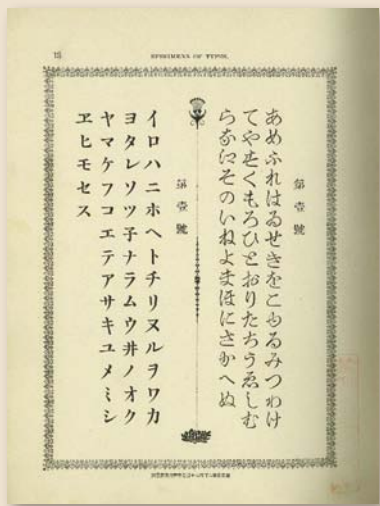 SPECIMENS OF TYPES.
第壹號
あめふれはゐせきをこゆるみつわけ
てやすくもろひとおりたちうゑしむ
らなえそのいねよまほにさかへぬ
第壹號
イロハニホヘトチリヌルヲワカ
ヨタレソツ子ナラムウ井ノオク
ヤマケフコエテアサキユメミシ
ヱヒモセス